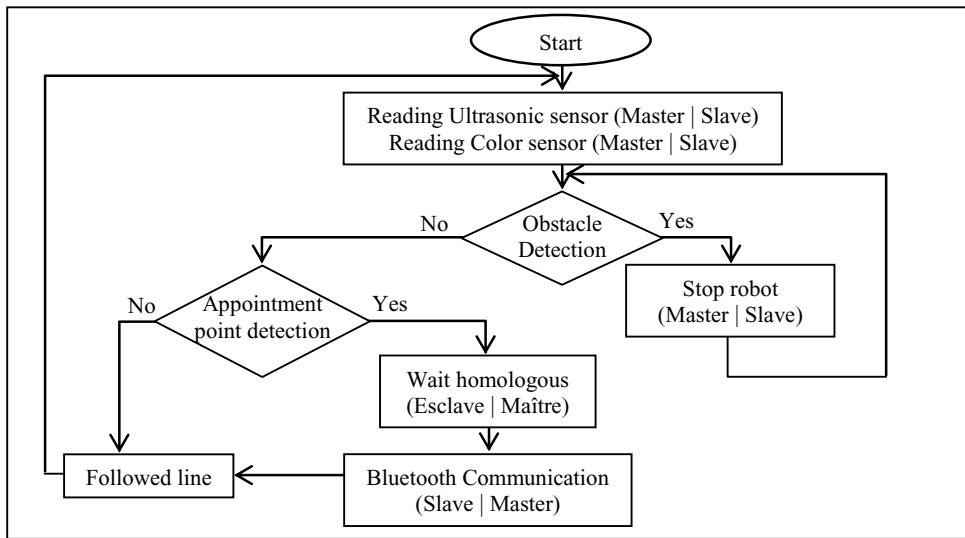 Start
Reading Ultrasonic sensor (Master | Slave)
Reading Color sensor (Master | Slave)
No
Obstacle
Detection
Yes
No
Appointment
point detection
Yes
Stop robot
(Master | Slave)
Wait homologous
(Esclave | Maître)
Followed line
Bluetooth Communication
(Slave | Master)